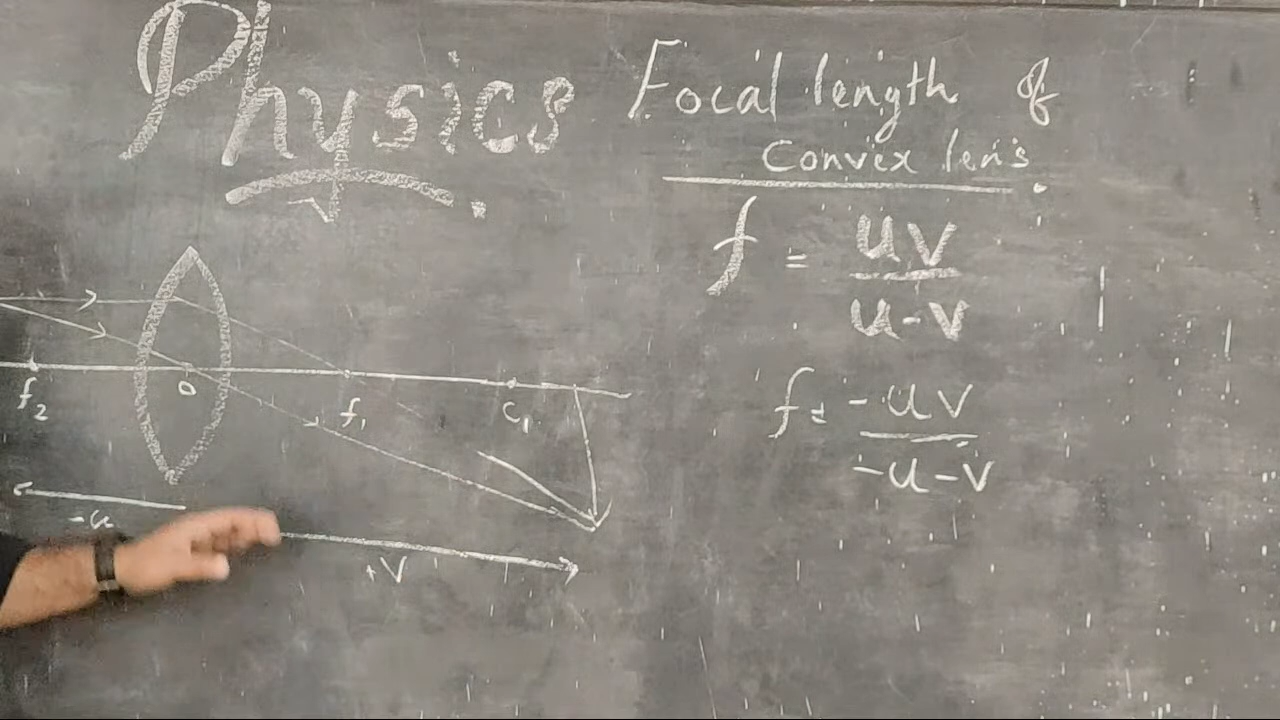 Physics
Focal length of
Convex lens
f = uv
u-v
f = -uv
-u-v
f2
o
f1
C1
-u
+v